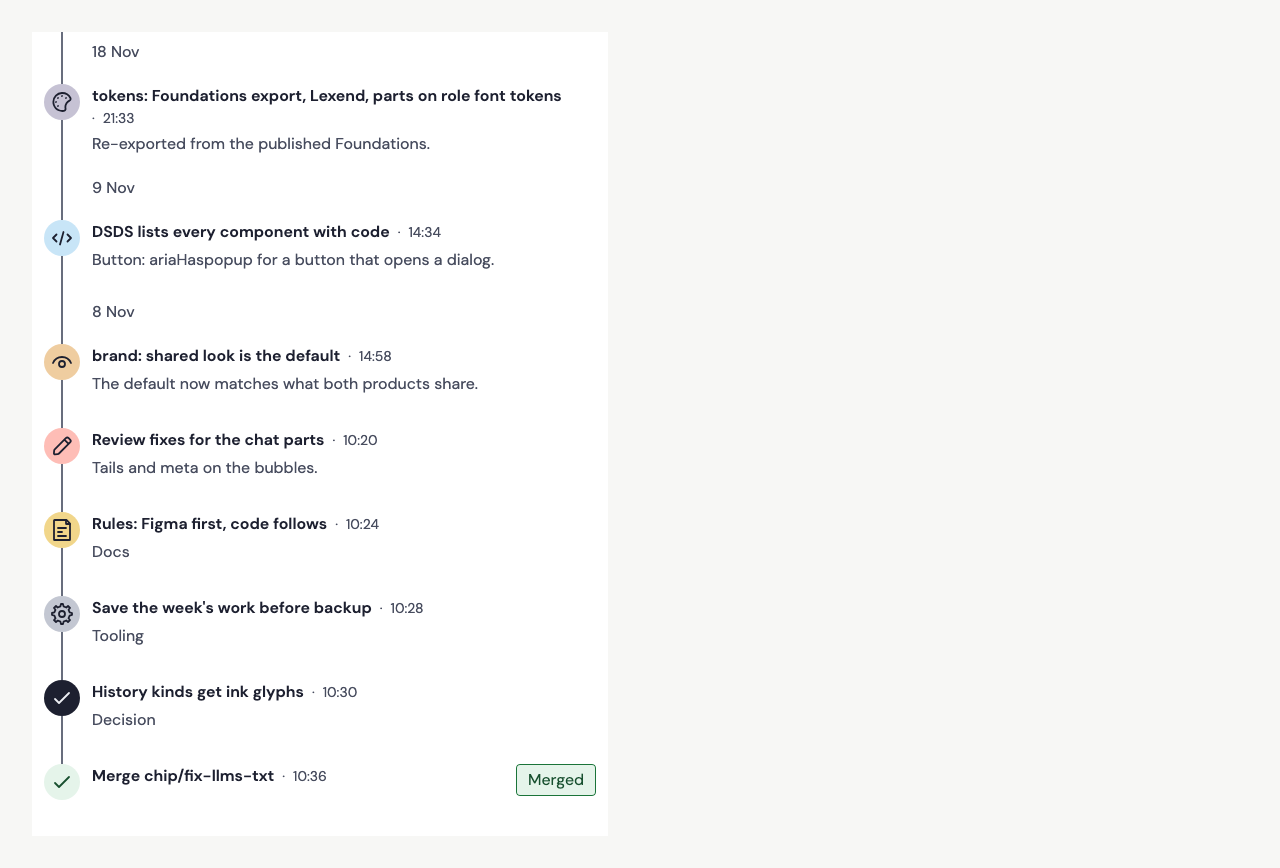 18 Nov
tokens: Foundations export, Lexend, parts on role font tokens
· 21:33
Re-exported from the published Foundations.
9 Nov
DSDS lists every component with code · 14:34
Button: ariaHaspopup for a button that opens a dialog.
8 Nov
brand: shared look is the default · 14:58
The default now matches what both products share.
Review fixes for the chat parts · 10:20
Tails and meta on the bubbles.
Rules: Figma first, code follows · 10:24
Docs
Save the week's work before backup · 10:28
Tooling
History kinds get ink glyphs · 10:30
Decision
Merge chip/fix-llms-txt · 10:36 Merged